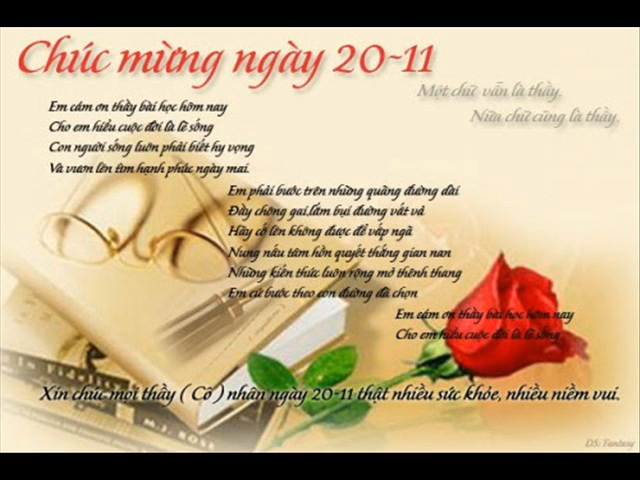 Chúc mừng ngày 20-11
Một chữ vẫn là thầy.
Nữa chữ cũng là thầy.
Em cám ơn thầy bài học hôm nay
Cho em hiểu cuộc đời là lẽ sống
Con người sống luôn phải biết hy vọng
Và vươn lên tìm hạnh phúc ngày mai.
Em phải bước trên những quãng đường dài
Đầy chông gai,lấm bụi đường vất vả
Hãy cố lên không được để vấp ngã
Nung nấu tâm hồn quyết thắng gian nan
Những kiến thức luôn rộng mở thênh thang
Em cứ bước theo con đường đã chọn
Em cám ơn thầy bài học hôm nay
Cho em hiểu cuộc đời là lẽ sống
Xin chúc mọi thầy ( Cô ) nhân ngày 20-11 thật nhiều sức khỏe, nhiều niềm vui.
M.J. ROSE
DS: Fantasy